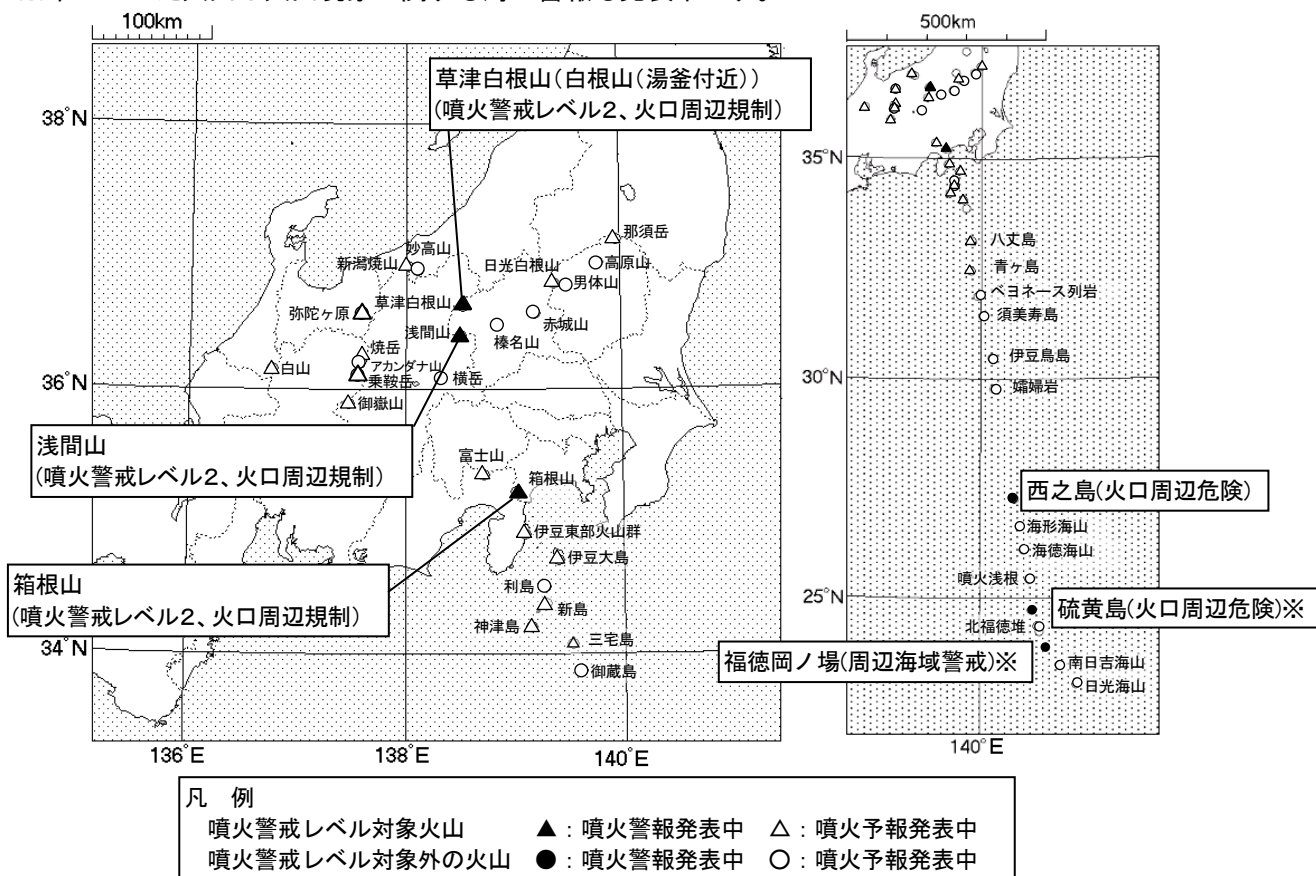 100km
500km
草津白根山(白根山(湯釜付近))
(噴火警戒レベル2、火口周辺規制)
38°N
36°N
34°N
136°E
138°E
140°E
那須岳
妙高山
新潟焼山
日光白根山
高原山
男体山
草津白根山
弥陀ヶ原
赤城山
浅間山
榛名山
焼岳
アカンダナ山
白山
乗鞍岳
横岳
御嶽山
浅間山
(噴火警戒レベル2、火口周辺規制)
富士山
箱根山
伊豆東部火山群
伊豆大島
箱根山
(噴火警戒レベル2、火口周辺規制)
利島
新島
神津島
三宅島
御蔵島
35°N
八丈島
青ヶ島
ベヨネース列岩
須美寿島
伊豆鳥島
30°N
孀婦岩
西之島(火口周辺危険)
海形海山
海徳海山
噴火浅根
25°N
硫黄島(火口周辺危険)※
北福徳堆
福徳岡ノ場(周辺海域警戒)※
南日吉海山
日光海山
140°E
凡 例
噴火警戒レベル対象火山 ▲:噴火警報発表中 △:噴火予報発表中
噴火警戒レベル対象外の火山 ●:噴火警報発表中 ○:噴火予報発表中